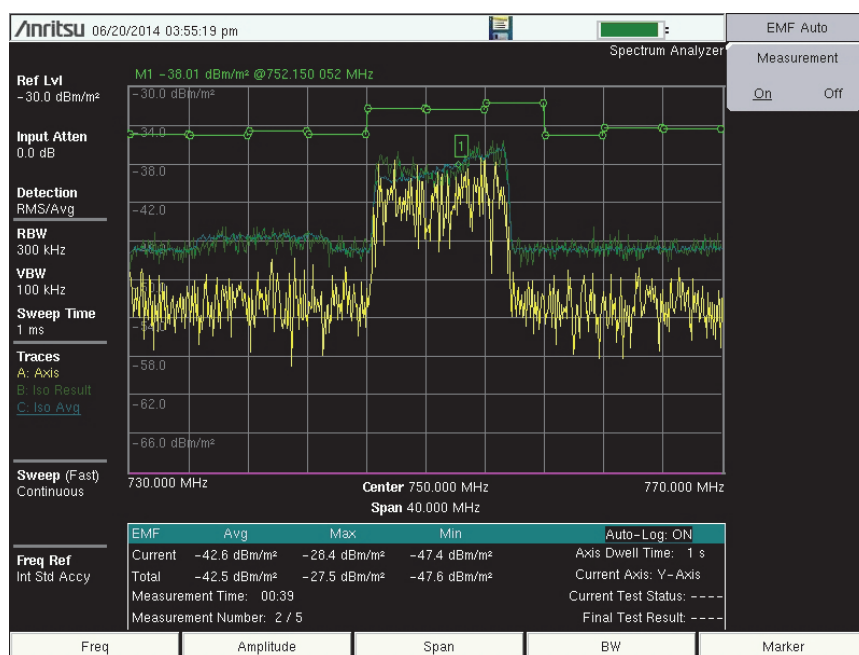 Anritsu 06/20/2014 03:55:19 pm
EMF Auto
Spectrum Analyzer
Measurement
On Off
Ref Lvl
-30.0 dBm/m²
Input Atten
0.0 dB
Detection
RMS/Avg
RBW
300 kHz
VBW
100 kHz
Sweep Time
1 ms
Traces
A: Axis
B: Iso Result
C: Iso Avg
Sweep (Fast)
Continuous
Freq Ref
Int Std Accy
M1 -38.01 dBm/m² @752.150 052 MHz
-30.0 dBm/m²
-34.0
-38.0
-42.0
1
-58.0
-62.0
-66.0 dBm/m²
730.000 MHz Center 750.000 MHz 770.000 MHz
Span 40.000 MHz
EMF Avg Max Min Auto-Log: ON
Current -42.6 dBm/m² -28.4 dBm/m² -47.4 dBm/m² Axis Dwell Time: 1 s
Total -42.5 dBm/m² -27.5 dBm/m² -47.6 dBm/m² Current Axis: Y-Axis
Measurement Time: 00:39 Current Test Status: ----
Measurement Number: 2 / 5 Final Test Result: ----
Freq Amplitude Span BW Marker